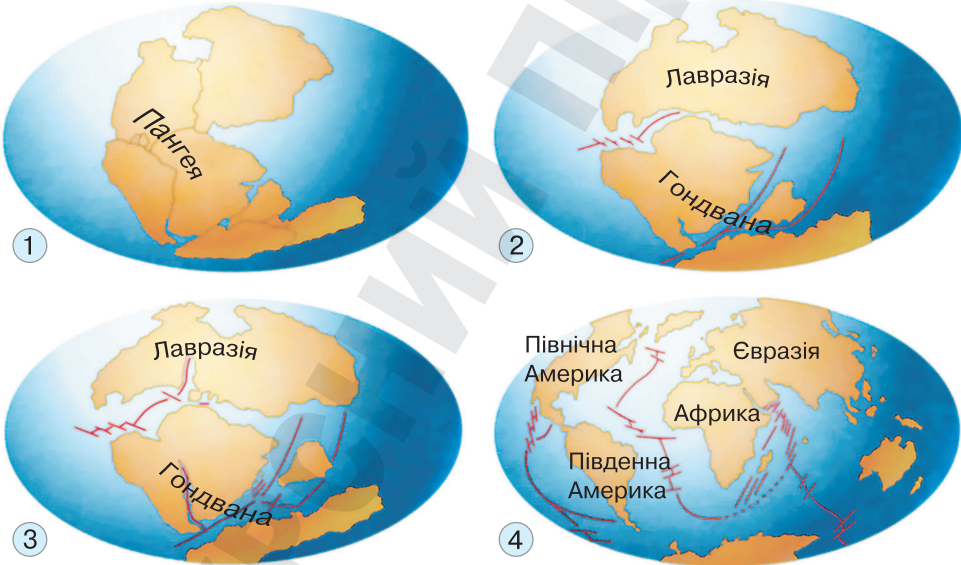 Пангея
1
Лавразія
Гондвана
2
Лавразія
Гондвана
3
Північна
Америка
Євразія
Африка
Південна
Америка
4